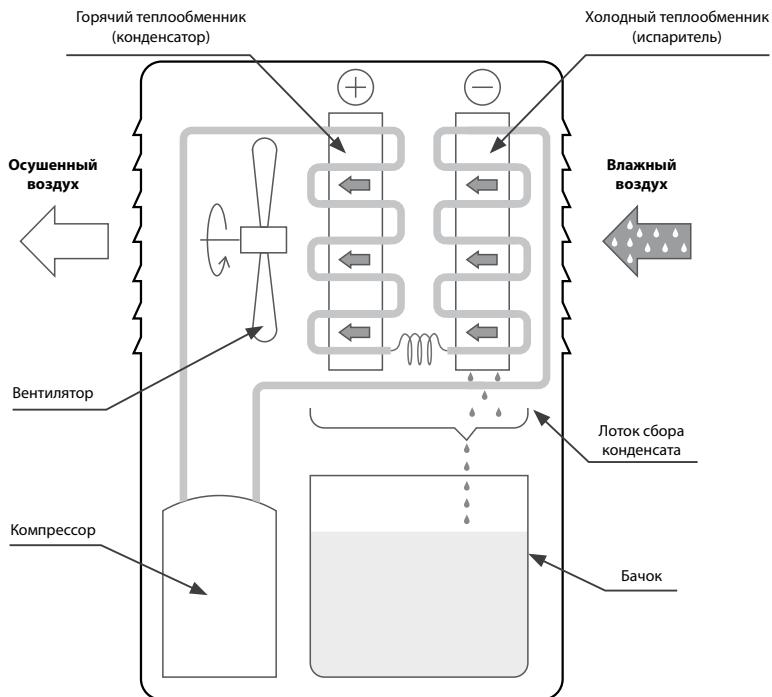 Горячий теплообменник
(конденсатор)
Холодный теплообменник
(испаритель)
Осушенный
воздух
Влажный
воздух
Вентилятор
Лоток сбора
конденсата
Компрессор
Бачок